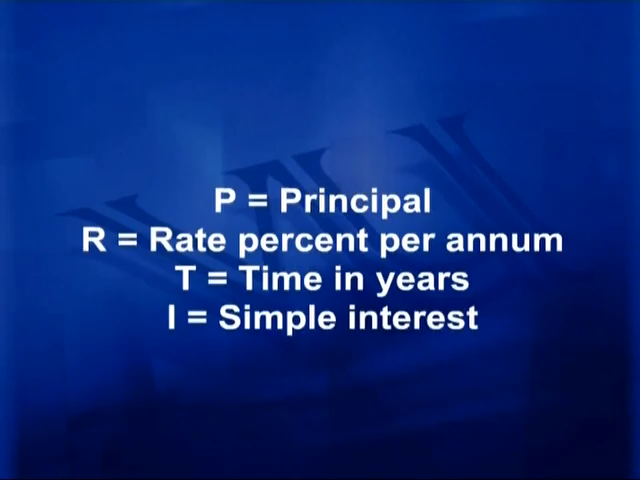 P = Principal
R = Rate percent per annum
T = Time in years
I = Simple interest